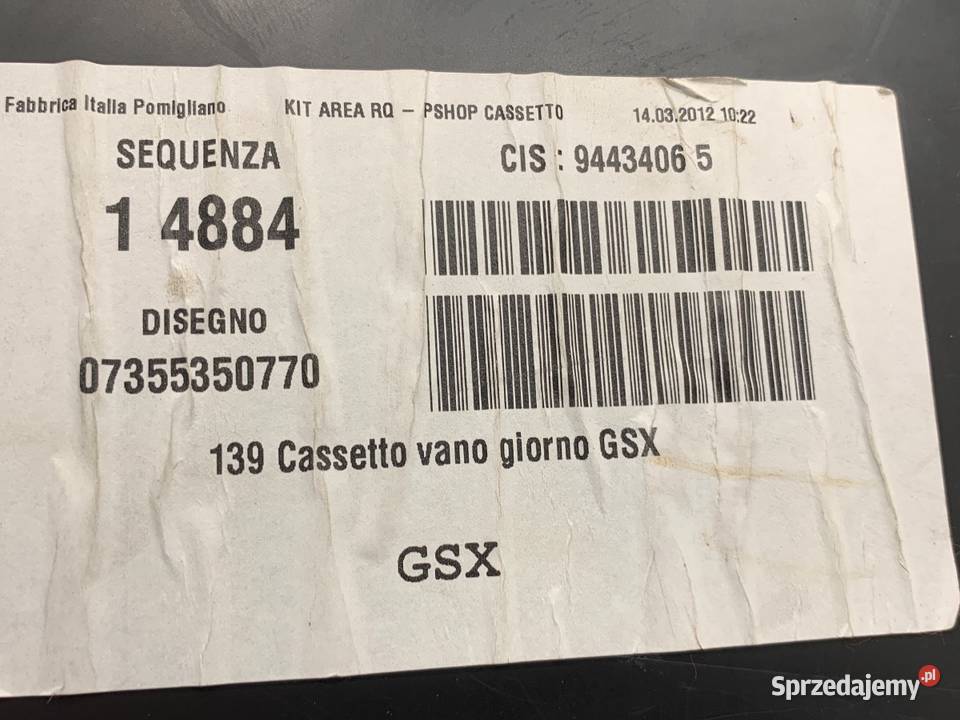 Fabbrica Italia Pomigliano KIT AREA RQ – PSHOP CASSETTO 14.03.2012 10:22
SEQUENZA CIS : 9443406 5
1 4884
DISEGNO
07355350770
139 Cassetto vano giorno GSX
GSX
Sprzedajemy.pl